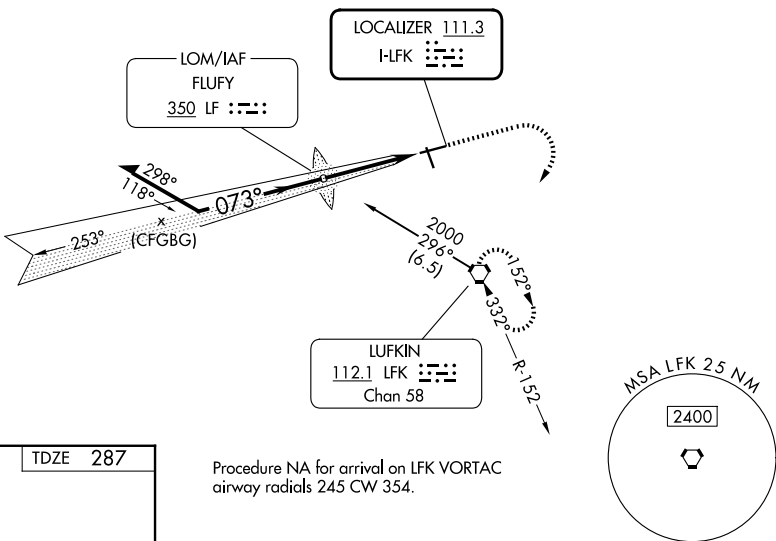 LOCALIZER 111.3
I-LFK
LOM/IAF
FLUFY
350 LF
298°
118°
073°
253°
(CFGBG)
2000
296°
(6.5)
152°
332°
R-152
LUFKIN
112.1 LFK
Chan 58
MSA LFK 25 NM
2400
TDZE 287
Procedure NA for arrival on LFK VORTAC
airway radials 245 CW 354.
x